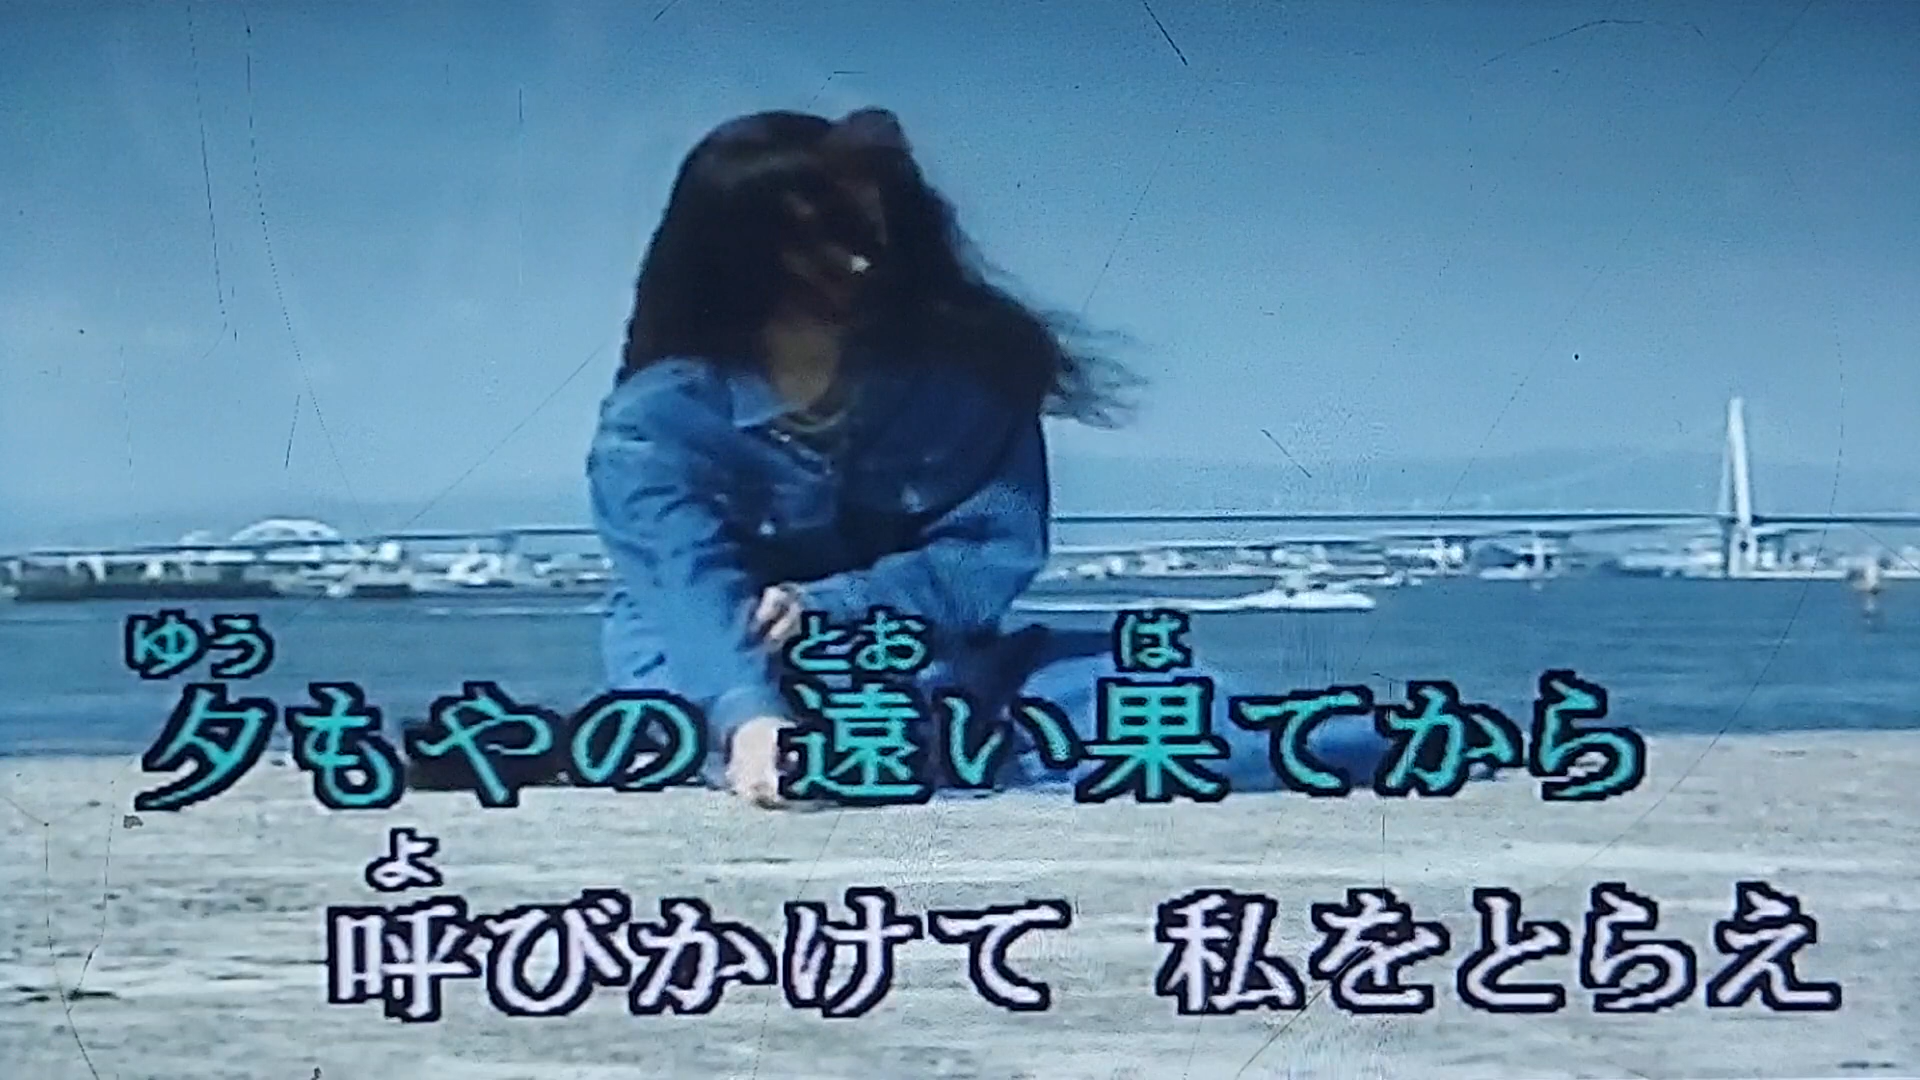 ゆう とお は
夕もやの 遠い果てから
よ
呼びかけて 私をとらえ